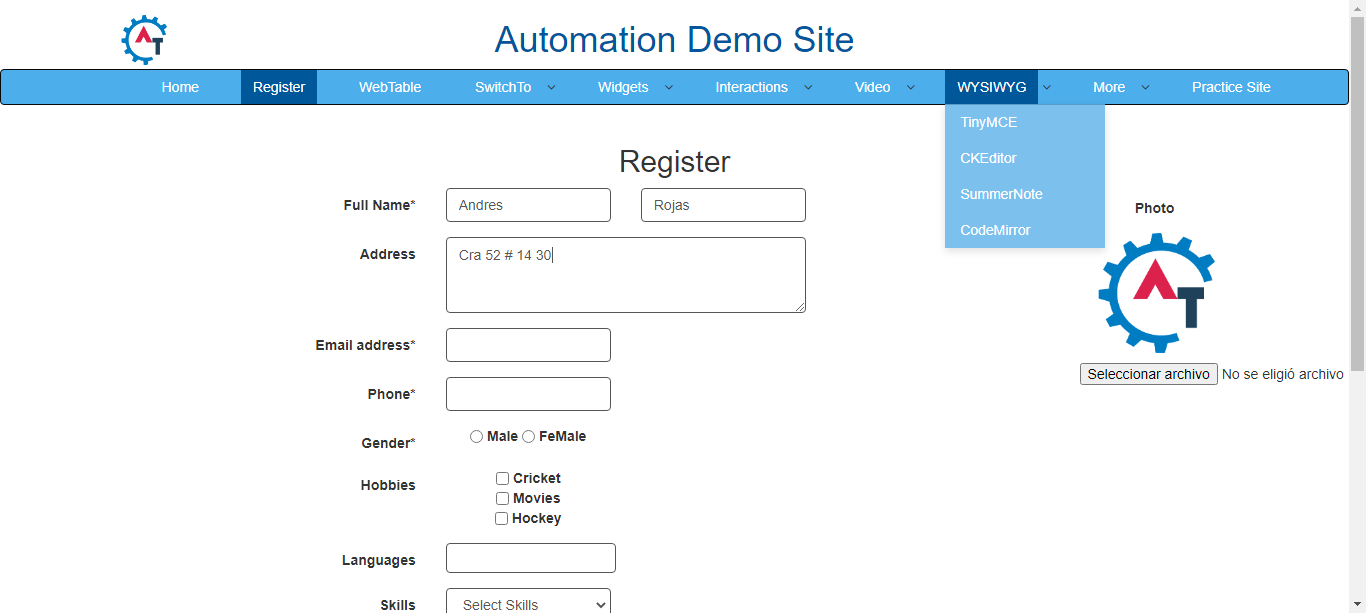 Automation Demo Site
Home Register WebTable SwitchTo Widgets Interactions Video WYSIWYG More Practice Site
TinyMCE
CKEditor
SummerNote
CodeMirror
Register
Full Name* Andres Rojas
Address Cra 52 # 14 30
Email address*
Phone*
Gender* Male FeMale
Hobbies Cricket
Movies
Hockey
Languages
Skills Select Skills
Photo
AT
Seleccionar archivo No se eligió archivo